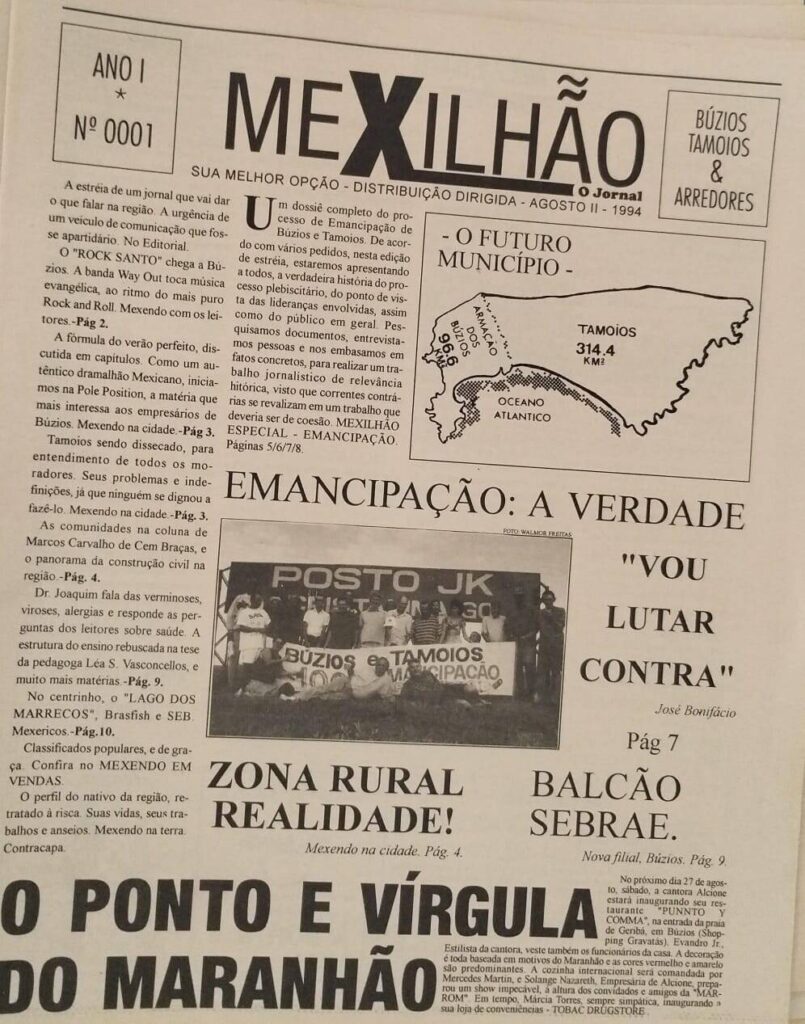 ANO I
*
Nº 0001
MEXILHÃO
O Jornal
SUA MELHOR OPÇÃO - DISTRIBUIÇÃO DIRIGIDA - AGOSTO II - 1994
BÚZIOS
TAMOIOS
&
ARREDORES
A estréia de um jornal que vai dar
o que falar na região. A urgência de
um veículo de comunicação que fos-
se apartidário. No Editorial.
O "ROCK SANTO" chega a Bú-
zios. A banda Way Out toca música
evangélica, ao ritmo do mais puro
Rock and Roll. Mexendo com os lei-
tores.-Pág 2.
A fórmula do verão perfeito, dis-
cutida em capítulos. Como um au-
têntico dramalhão Mexicano, inicia-
mos na Pole Position, a matéria que
mais interessa aos empresários de
Búzios. Mexendo na cidade.-Pág 3.
Tamoios sendo dissecado, para
entendimento de todos os mo-
radores. Seus problemas e inde-
finições, já que ninguém se dignou a
fazê-lo. Mexendo na cidade.-Pág. 3.
As comunidades na coluna de
Marcos Carvalho de Cem Braças, e
o panorama da construção civil na
região.-Pág. 4.
Dr. Joaquim fala das verminoses,
viroses, alergias e responde as per-
guntas dos leitores sobre saúde. A
estrutura do ensino rebuscada na tese
da pedagoga Léa S. Vasconcellos, e
muito mais matérias.-Pág. 9.
No centrinho, o "LAGO DOS
MARRECOS", Brasfish e SEB.
Mexericos.-Pág.10.
Classificados populares, e de gra-
ça. Confira no MEXENDO EM
VENDAS.
O perfil do nativo da região, re-
tratado à risca. Suas vidas, seus tra-
balhos e anseios. Mexendo na terra.
Contracapa.
Um dossiê completo do pro-
cesso de Emancipação de
Búzios e Tamoios. De acor-
do com vários pedidos, nesta edição
de estréia, estaremos apresentando
a todos, a verdadeira história do pro-
cesso plebiscitário, do ponto de vis-
ta das lideranças envolvidas, assim
como do público em geral. Pes-
quisamos documentos, entrevista-
mos pessoas e nos embasamos em
fatos concretos, para realizar um tra-
balho jornalístico de relevância
hitórica, visto que correntes contrá-
rias se revalizam em um trabalho que
deveria ser de coesão. MEXILHÃO
ESPECIAL - EMANCIPAÇÃO.
Páginas 5/6/7/8.
- O FUTURO
MUNICÍPIO -
ARMAÇÃO
DOS
BÚZIOS
96.6
KM²
TAMOIOS
314.4
KM²
OCEANO
ATLANTICO
EMANCIPAÇÃO: A VERDADE
FOTO: WALMOR FREITAS
POSTO JK
BÚZIOS e TAMOIOS
"VOU
LUTAR
CONTRA"
José Bonifácio
Pág 7
ZONA RURAL
REALIDADE!
Mexendo na cidade. Pág. 4.
BALCÃO
SEBRAE.
Nova filial, Búzios. Pág. 9.
O PONTO E VÍRGULA
DO MARANHÃO
No próximo dia 27 de agos-
to, sábado, a cantora Alcione
estará inaugurando seu res-
taurante "PUNNTO Y
COMMA", na entrada da praia
de Geribá, em Búzios (Shop-
ping Gravatás). Evandro Jr.,
Estilista da cantora, veste também os funcionários da casa. A decoração
é toda baseada em motivos do Maranhão e as cores vermelho e amarelo
são predominantes. A cozinha internacional será comandada por
Mercedes Martin, e Solange Nazareth, Empresária de Alcione, prepa-
rou um show impecável, à altura dos convidados e amigos da "MAR-
ROM". Em tempo, Márcia Torres, sempre simpática, inaugurando a
sua loja de conveniências - TOBAC DRUGSTORE.